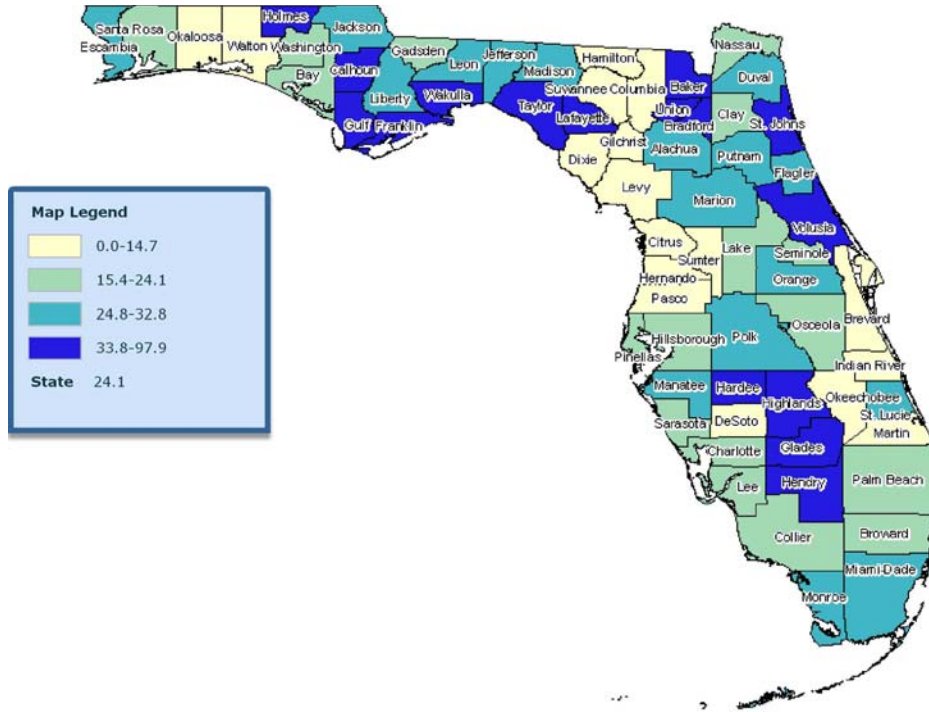 Holmes
Jackson
Santa Rosa
Okaloosa
Escambia
Walton
Washington
Gadsden
Jefferson
Hamilton
Nassau
Bay
Calhoun
Leon
Madison
Suwannee
Columbia
Baker
Duval
Liberty
Wakulla
Taylor
Lafayette
Union
Clay
St. Johns
Gulf
Franklin
Bradford
Gilchrist
Alachua
Putnam
Dixie
Flagler
Levy
Marion
Volusia
Citrus
Lake
Seminole
Sumter
Hernando
Orange
Pasco
Brevard
Osceola
Hillsborough
Polk
Pinellas
Indian River
Manatee
Hardee
Highlands
Okeechobee
St. Lucie
Sarasota
DeSoto
Martin
Charlotte
Glades
Lee
Hendry
Palm Beach
Collier
Broward
Miami-Dade
Monroe
Map Legend
0.0-14.7
15.4-24.1
24.8-32.8
33.8-97.9
State 24.1